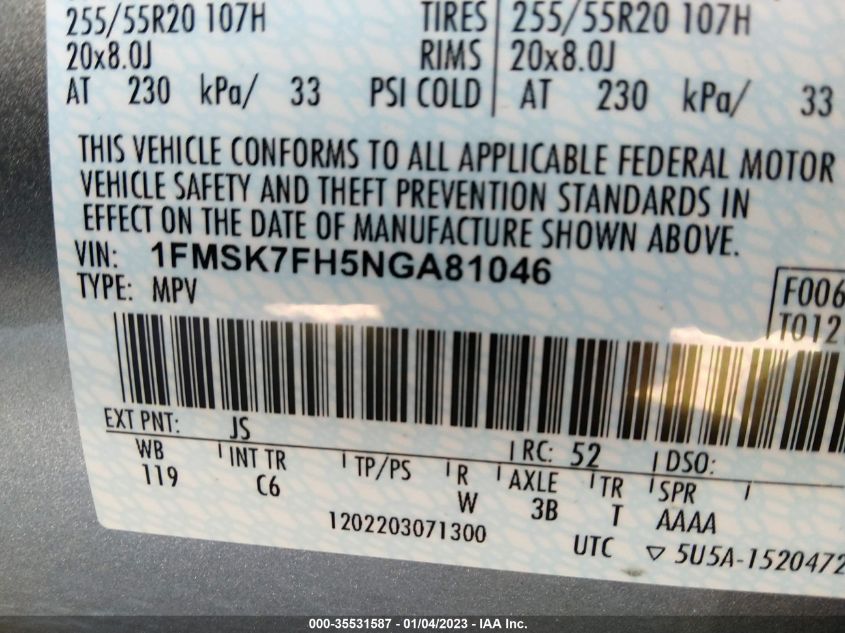 255/55R20 107H TIRES 255/55R20 107H
20x8.0J RIMS 20x8.0J
AT 230 kPa/ 33 PSI COLD AT 230 kPa/ 33
THIS VEHICLE CONFORMS TO ALL APPLICABLE FEDERAL MOTOR
VEHICLE SAFETY AND THEFT PREVENTION STANDARDS IN
EFFECT ON THE DATE OF MANUFACTURE SHOWN ABOVE.
VIN: 1FMSK7FH5NGA81046
TYPE: MPV
F006
T012
EXT PNT: JS RC: 52 DSO:
WB INT TR TP/PS R AXLE TR SPR
119 C6 W 3B T AAAA
1202203071300 UTC ▽ 5U5A-1520472
000-35531587 - 01/04/2023 - IAA Inc.